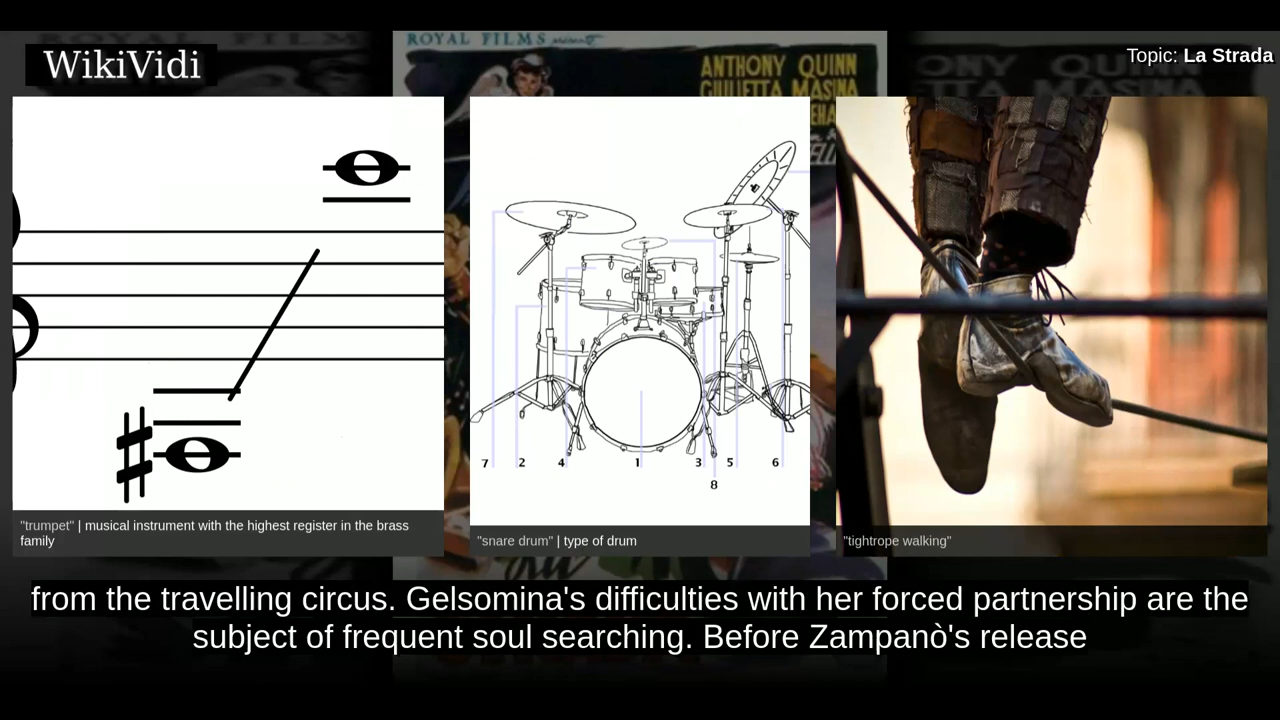 ROYAL FILMS presents
WikiVidi
Topic: La Strada
ANTHONY QUINN
GIULIETTA MASINA
7 2 4 1 3 5 6
8
"trumpet" | musical instrument with the highest register in the brass
family
"snare drum" | type of drum
"tightrope walking"
from the travelling circus. Gelsomina's difficulties with her forced partnership are the
subject of frequent soul searching. Before Zampanò's release